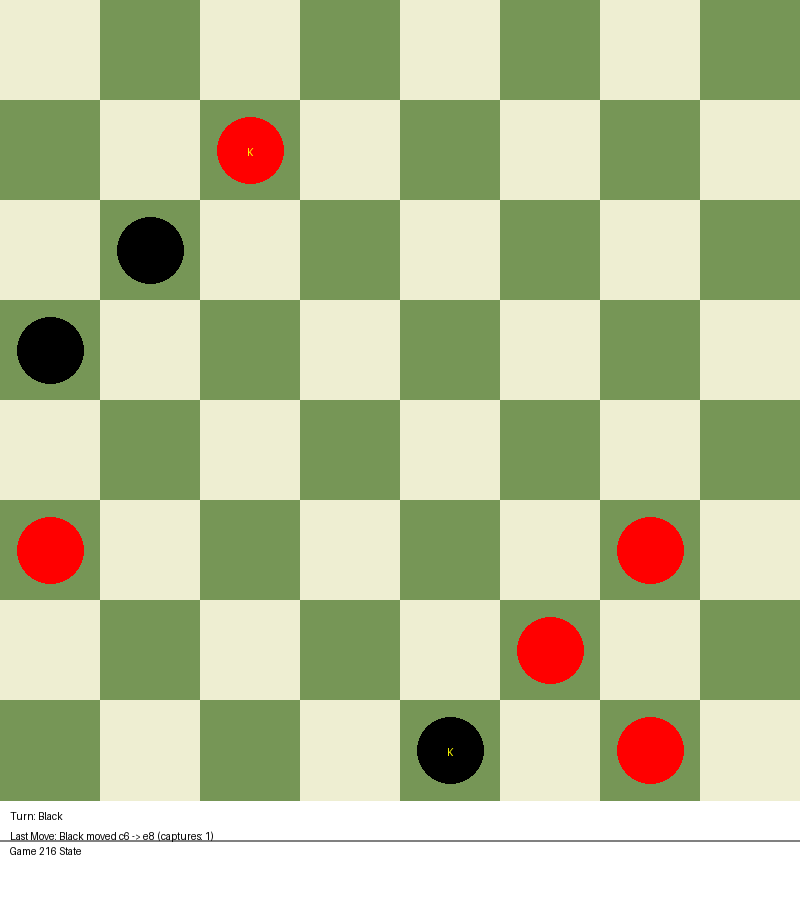 K
K
Turn: Black
Last Move: Black moved c6 -> e8 (captures: 1)
Game 216 State